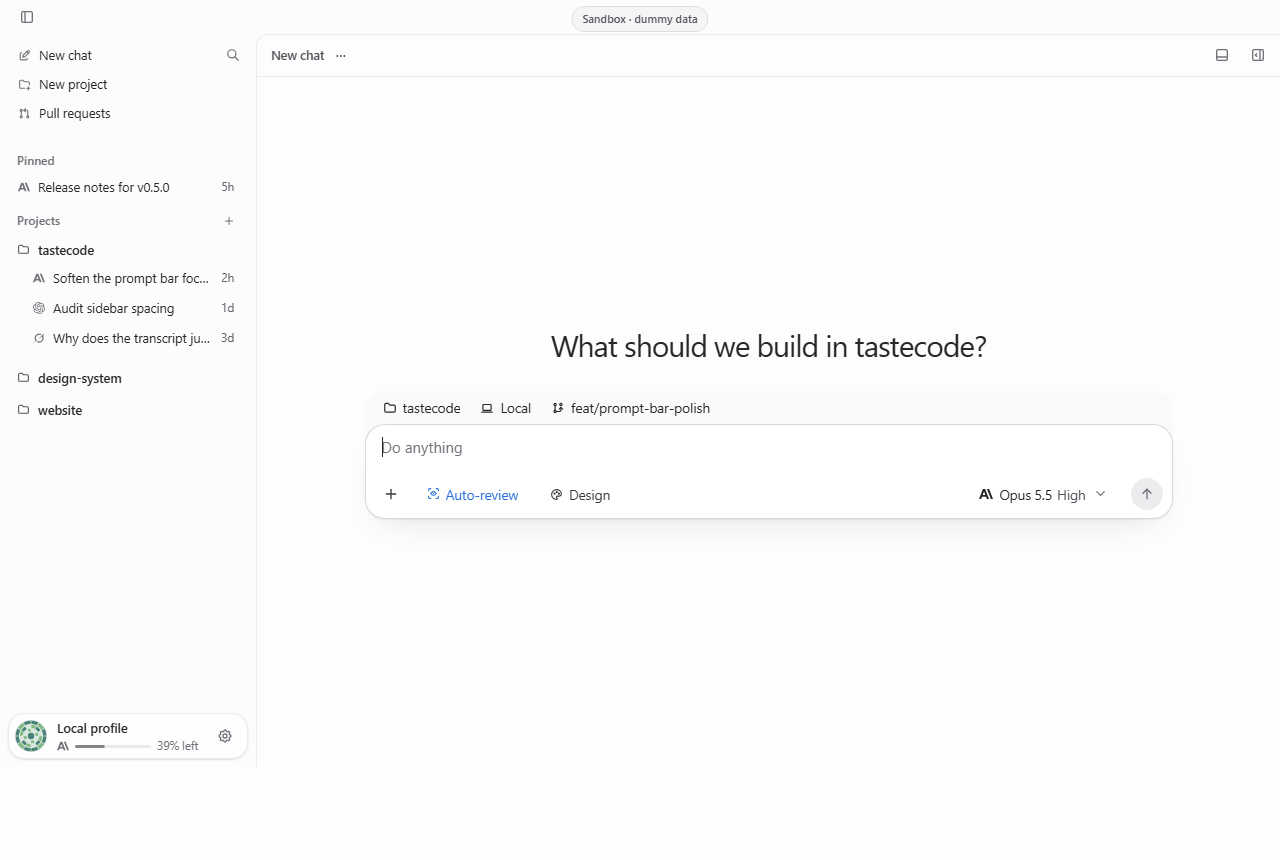 Sandbox · dummy data
New chat
New project
Pull requests
Pinned
Release notes for v0.5.0 5h
Projects
tastecode
Soften the prompt bar foc... 2h
Audit sidebar spacing 1d
Why does the transcript ju... 3d
design-system
website
Local profile
39% left
New chat ...
What should we build in tastecode?
tastecode Local feat/prompt-bar-polish
Do anything
Auto-review Design Opus 5.5 High